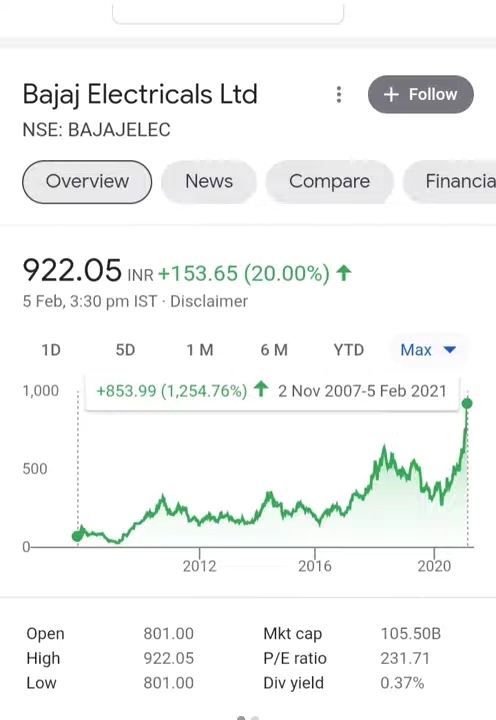 Bajaj Electricals Ltd
+ Follow
NSE: BAJAJELEC
Overview News Compare Financia
922.05 INR +153.65 (20.00%)
5 Feb, 3:30 pm IST · Disclaimer
1D 5D 1 M 6 M YTD Max
1,000
+853.99 (1,254.76%) 2 Nov 2007-5 Feb 2021
500
0
2012 2016 2020
Open 801.00 Mkt cap 105.50B
High 922.05 P/E ratio 231.71
Low 801.00 Div yield 0.37%